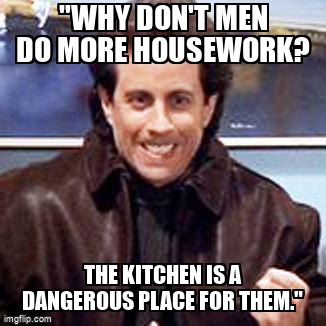 "WHY DON'T MEN
DO MORE HOUSEWORK?
THE KITCHEN IS A
DANGEROUS PLACE FOR THEM."
imgflip.com